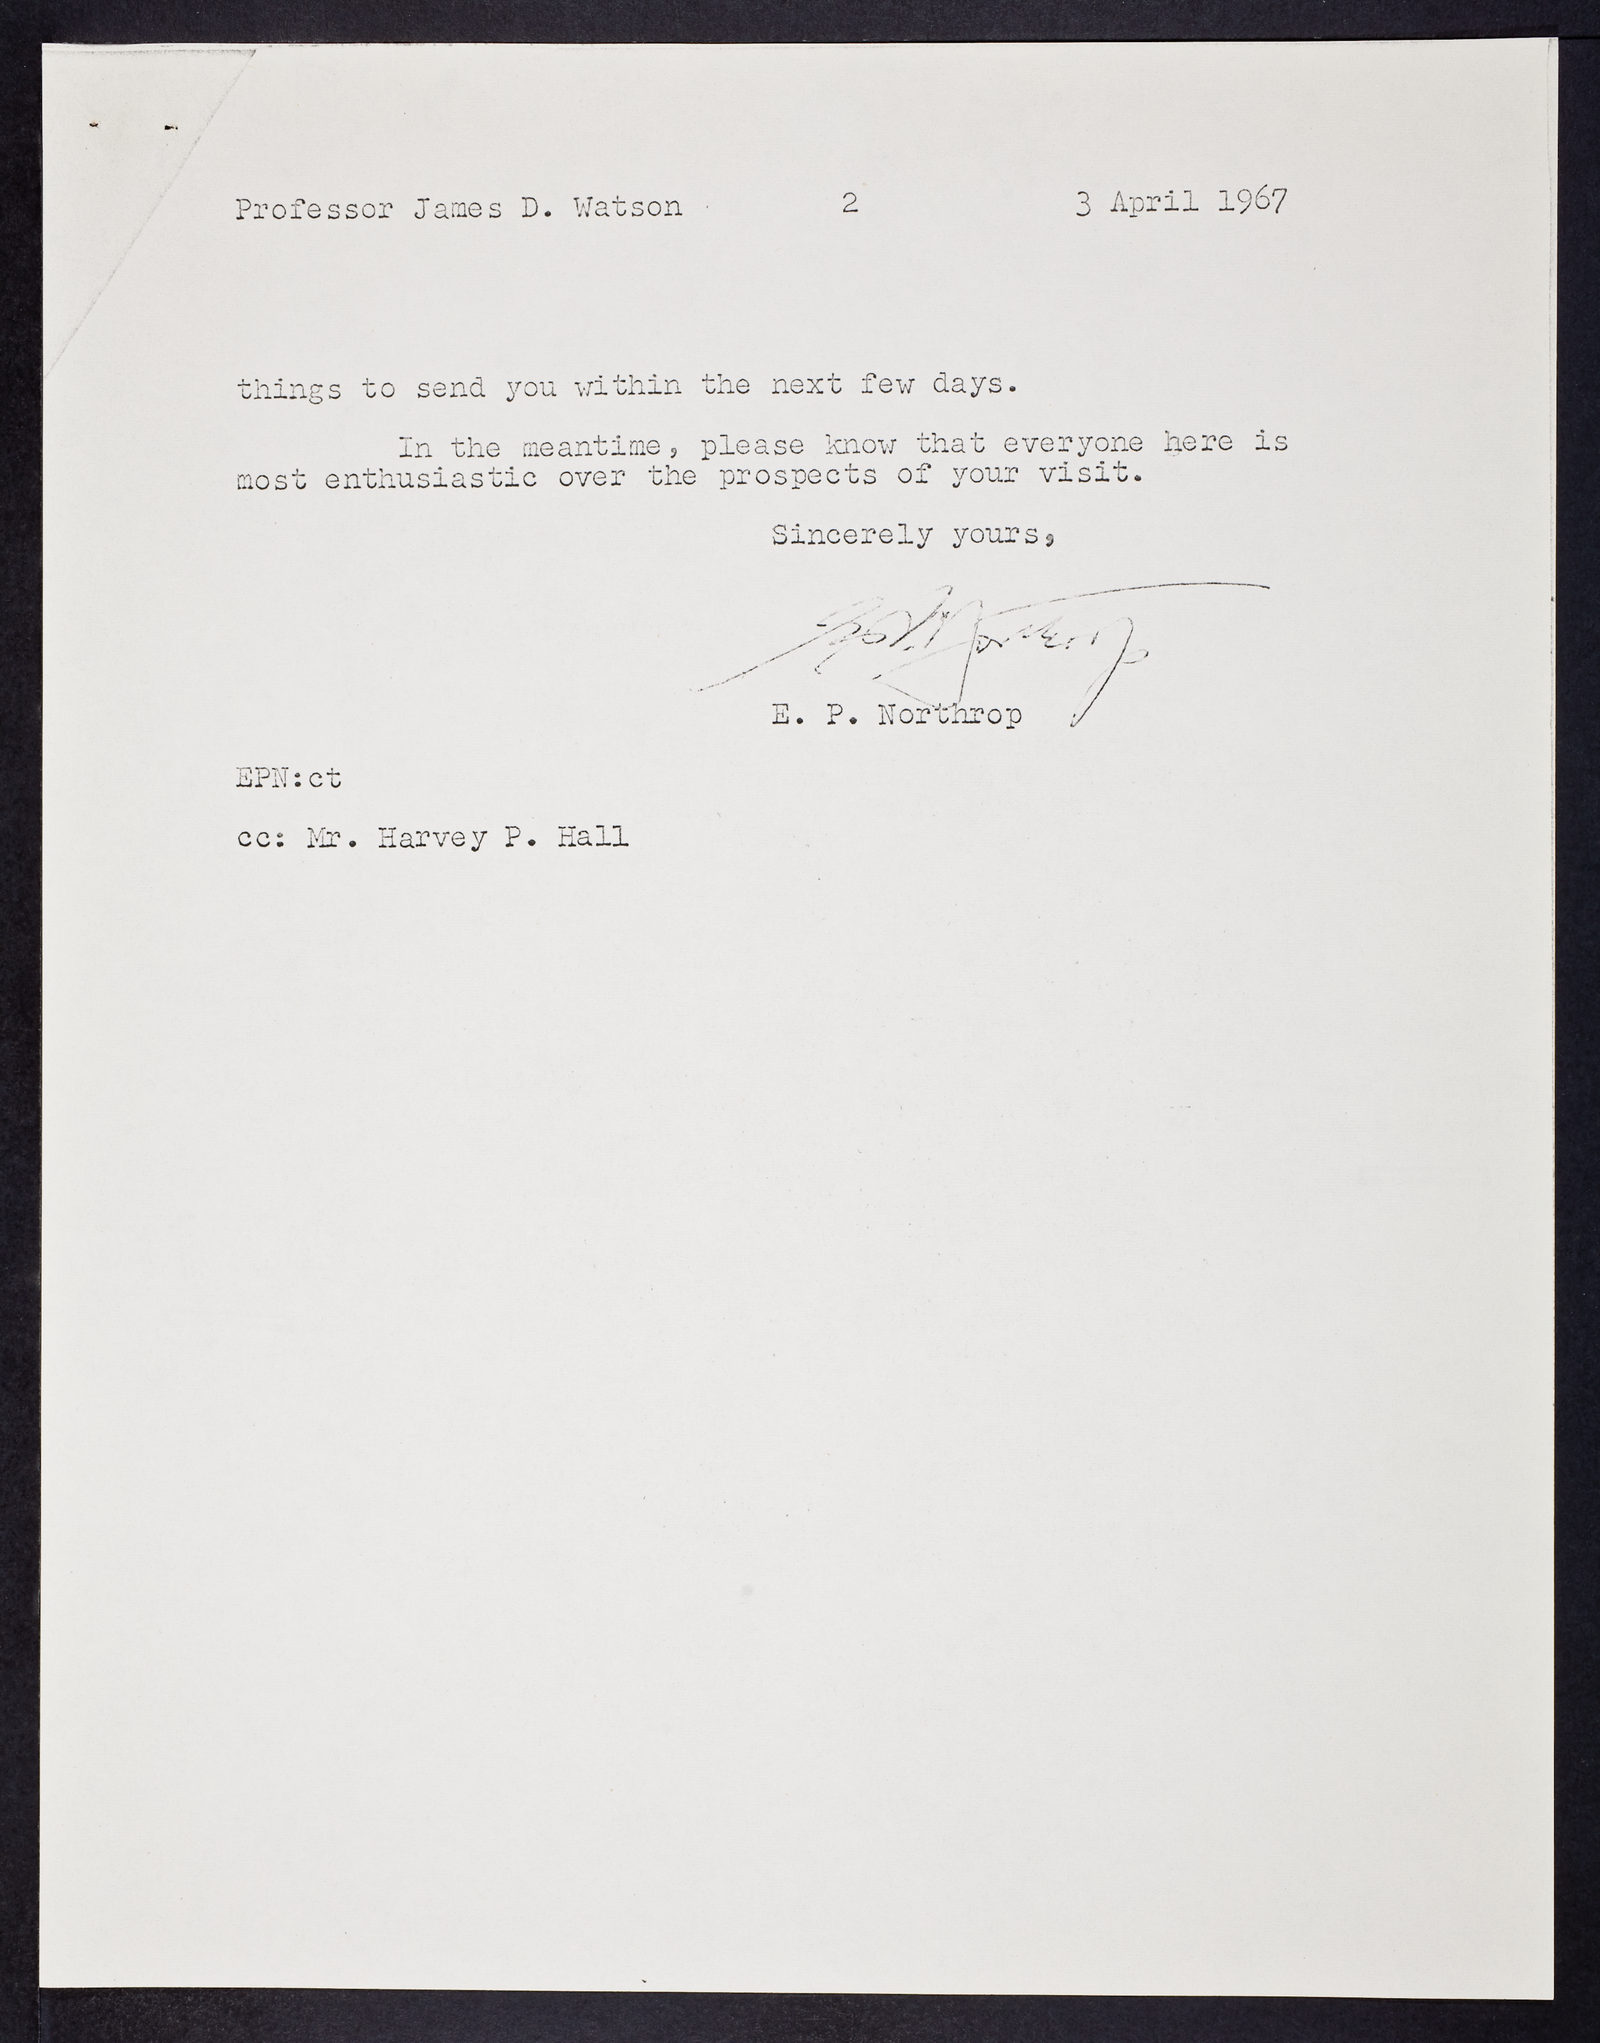 Professor James D. Watson 2 3 April 1967
things to send you within the next few days.
In the meantime, please know that everyone here is
most enthusiastic over the prospects of your visit.
Sincerely yours,
E. P. Northrop
EPN:ct
cc: Mr. Harvey P. Hall